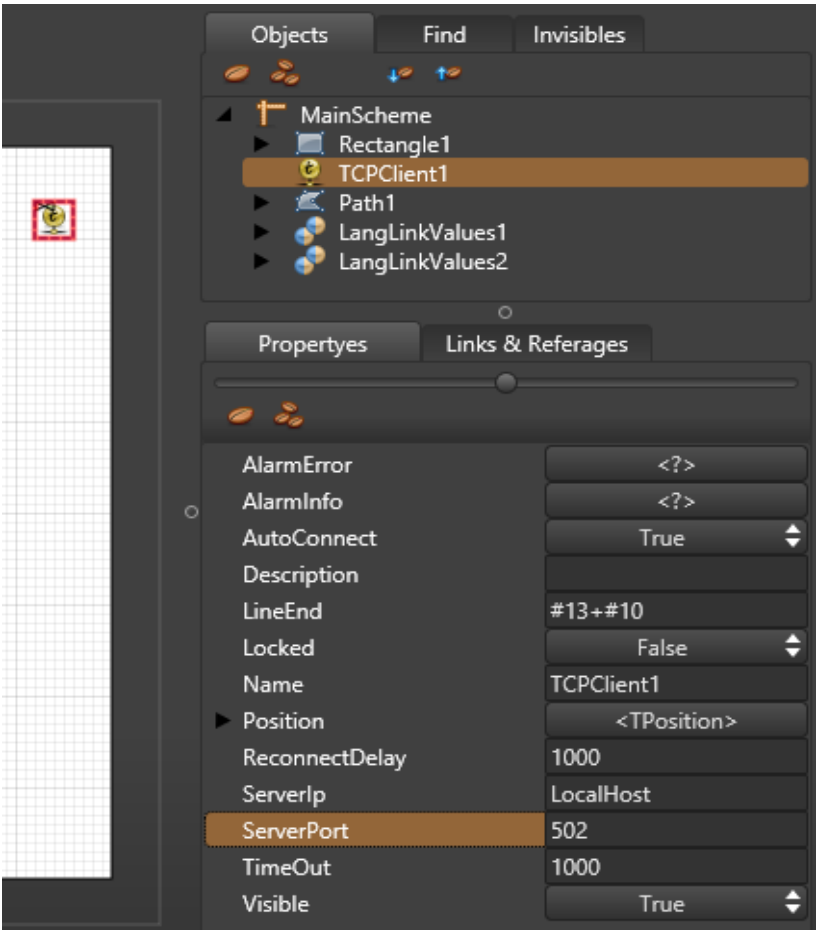 Objects Find Invisibles
MainScheme
Rectangle1
TCPClient1
Path1
LangLinkValues1
LangLinkValues2
Propertyes Links & Referages
AlarmError <?>
AlarmInfo <?>
AutoConnect True
Description
LineEnd #13+#10
Locked False
Name TCPClient1
Position <TPosition>
ReconnectDelay 1000
ServerIp LocalHost
ServerPort 502
TimeOut 1000
Visible True